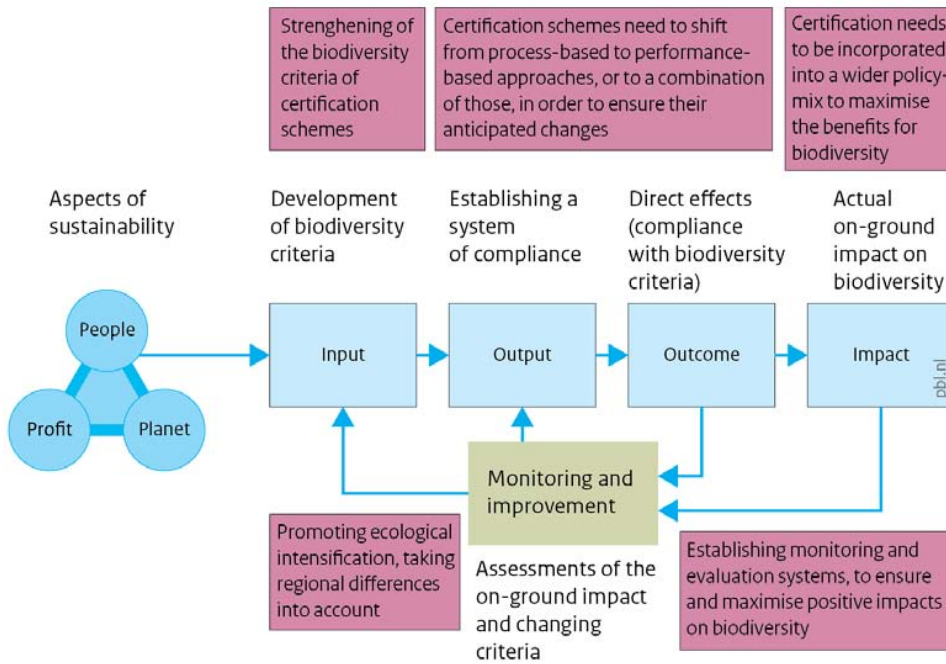 Strenghening of
the biodiversity
criteria of
certification
schemes
Certification schemes need to shift
from process-based to performance-
based approaches, or to a combination
of those, in order to ensure their
anticipated changes
Certification needs
to be incorporated
into a wider policy-
mix to maximise
the benefits for
biodiversity
Aspects of
sustainability
Development
of biodiversity
criteria
Establishing a
system
of compliance
Direct effects
(compliance
with biodiversity
criteria)
Actual
on-ground
impact on
biodiversity
People
Profit
Planet
Input
Output
Outcome
Impact
pbl.nl
Monitoring and
improvement
Promoting ecological
intensification, taking
regional differences
into account
Assessments of the
on-ground impact
and changing
criteria
Establishing monitoring and
evaluation systems, to ensure
and maximise positive impacts
on biodiversity